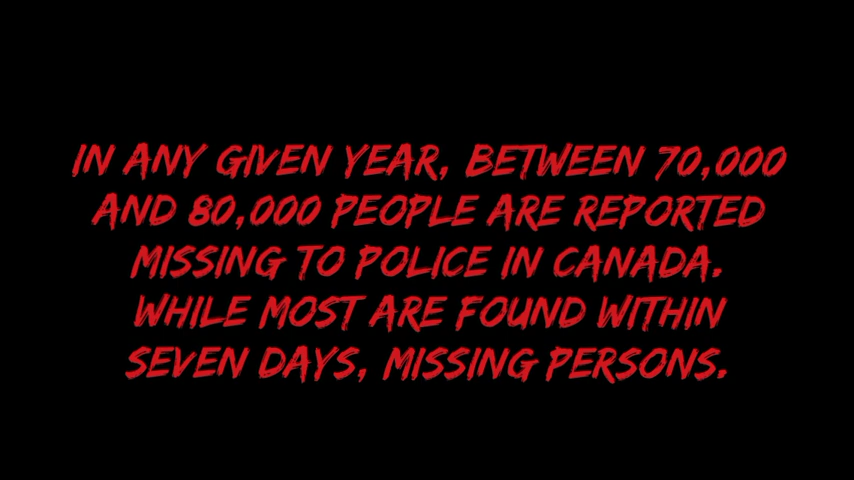 IN ANY GIVEN YEAR, BETWEEN 70,000
AND 80,000 PEOPLE ARE REPORTED
MISSING TO POLICE IN CANADA.
WHILE MOST ARE FOUND WITHIN
SEVEN DAYS, MISSING PERSONS.